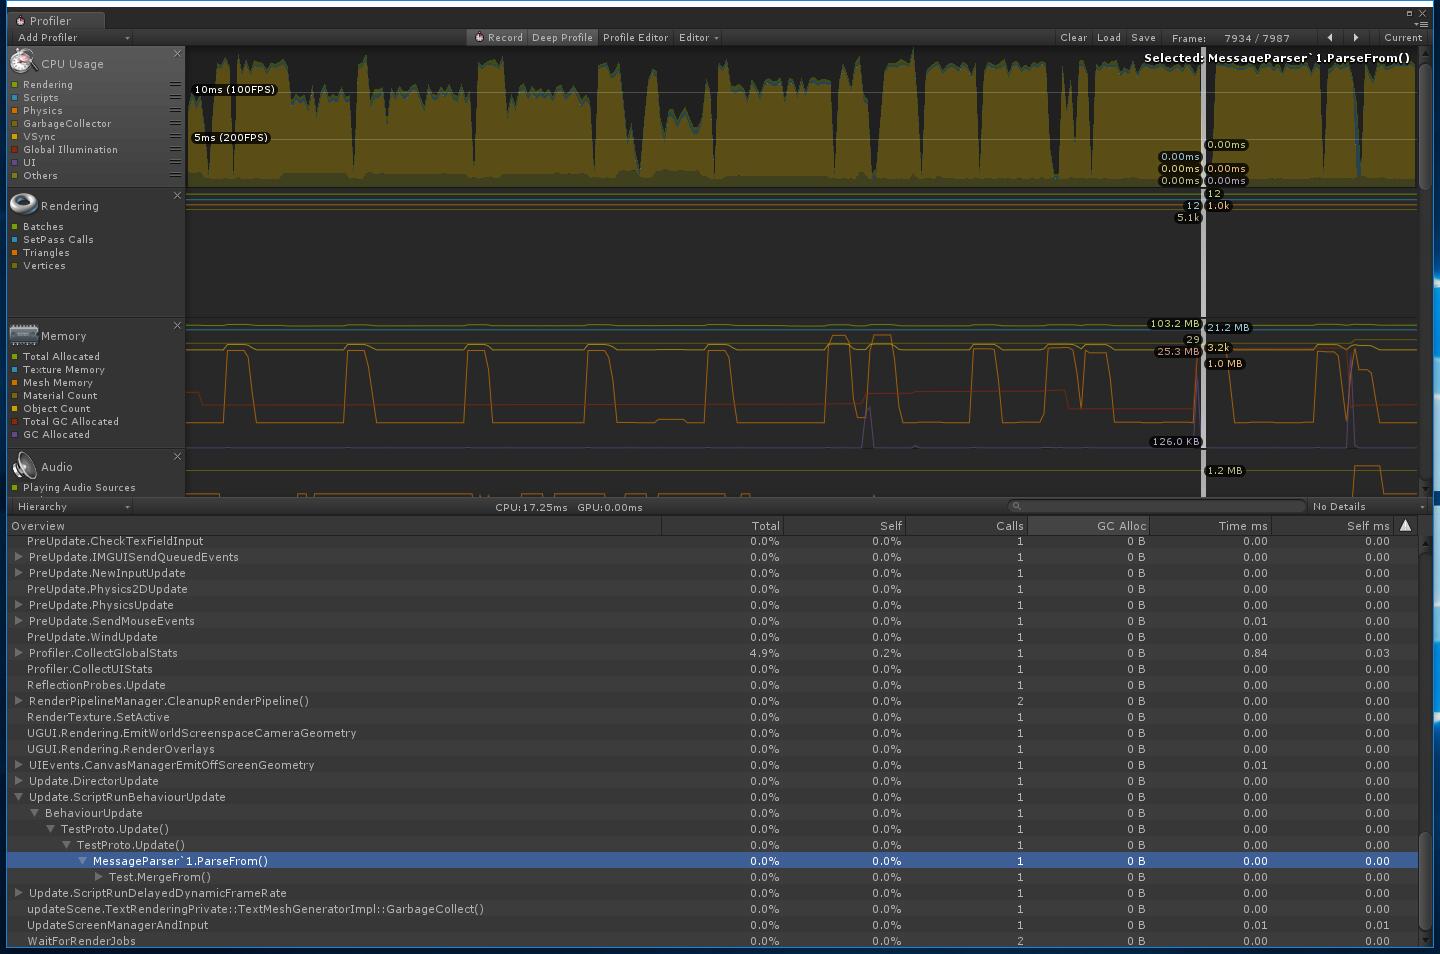 Profiler
Add Profiler Record Deep Profile Profile Editor Editor Clear Load Save Frame: 7934 / 7987 Current
CPU Usage
Rendering
Scripts
Physics
GarbageCollector
VSync
Global Illumination
UI
Others
Selected: MessageParser`1.ParseFrom()
10ms (100FPS)
5ms (200FPS)
0.00ms
0.00ms
0.00ms 0.00ms
0.00ms 0.00ms
Rendering
Batches
SetPass Calls
Triangles
Vertices
12
12 1.0k
5.1k
Memory
Total Allocated
Texture Memory
Mesh Memory
Material Count
Object Count
Total GC Allocated
GC Allocated
103.2 MB 21.2 MB
29
25.3 MB 3.2k
1.0 MB
126.0 KB
Audio
Playing Audio Sources
1.2 MB
Hierarchy CPU:17.25ms GPU:0.00ms No Details
Overview Total Self Calls GC Alloc Time ms Self ms
PreUpdate.CheckTexFieldInput 0.0% 0.0% 1 0 B 0.00 0.00
PreUpdate.IMGUISendQueuedEvents 0.0% 0.0% 1 0 B 0.00 0.00
PreUpdate.NewInputUpdate 0.0% 0.0% 1 0 B 0.00 0.00
PreUpdate.Physics2DUpdate 0.0% 0.0% 1 0 B 0.00 0.00
PreUpdate.PhysicsUpdate 0.0% 0.0% 1 0 B 0.00 0.00
PreUpdate.SendMouseEvents 0.0% 0.0% 1 0 B 0.01 0.00
PreUpdate.WindUpdate 0.0% 0.0% 1 0 B 0.00 0.00
Profiler.CollectGlobalStats 4.9% 0.2% 1 0 B 0.84 0.03
Profiler.CollectUIStats 0.0% 0.0% 1 0 B 0.00 0.00
ReflectionProbes.Update 0.0% 0.0% 1 0 B 0.00 0.00
RenderPipelineManager.CleanupRenderPipeline() 0.0% 0.0% 2 0 B 0.00 0.00
RenderTexture.SetActive 0.0% 0.0% 1 0 B 0.00 0.00
UGUI.Rendering.EmitWorldScreenspaceCameraGeometry 0.0% 0.0% 1 0 B 0.00 0.00
UGUI.Rendering.RenderOverlays 0.0% 0.0% 1 0 B 0.00 0.00
UIEvents.CanvasManagerEmitOffScreenGeometry 0.0% 0.0% 1 0 B 0.01 0.00
Update.DirectorUpdate 0.0% 0.0% 1 0 B 0.00 0.00
Update.ScriptRunBehaviourUpdate 0.0% 0.0% 1 0 B 0.00 0.00
BehaviourUpdate 0.0% 0.0% 1 0 B 0.00 0.00
TestProto.Update() 0.0% 0.0% 1 0 B 0.00 0.00
TestProto.Update() 0.0% 0.0% 1 0 B 0.00 0.00
MessageParser`1.ParseFrom() 0.0% 0.0% 1 0 B 0.00 0.00
Test.MergeFrom() 0.0% 0.0% 1 0 B 0.00 0.00
Update.ScriptRunDelayedDynamicFrameRate 0.0% 0.0% 1 0 B 0.00 0.00
updateScene.TextRenderingPrivate::TextMeshGeneratorImpl::GarbageCollect() 0.0% 0.0% 1 0 B 0.00 0.00
UpdateScreenManagerAndInput 0.0% 0.0% 1 0 B 0.01 0.01
WaitForRenderJobs 0.0% 0.0% 2 0 B 0.00 0.00